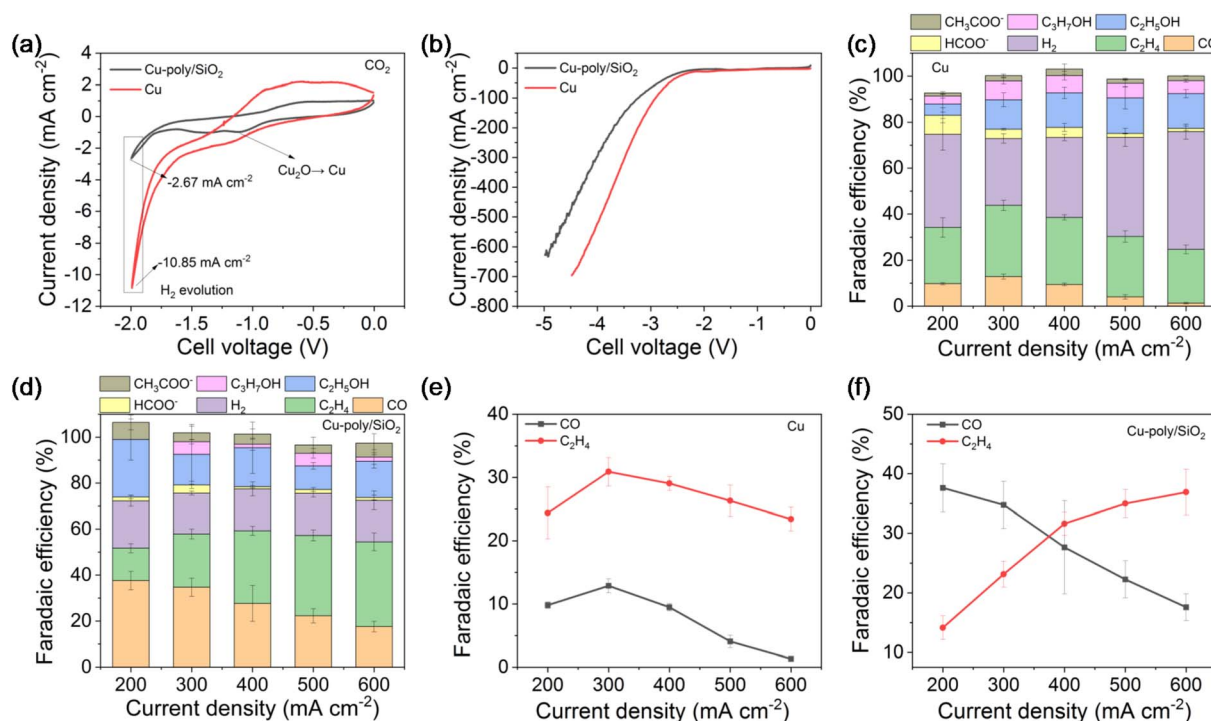 (a)
4
2
0
-2
-4
-6
-8
-10
-12
Current density (mA cm⁻²)
Cu-poly/SiO₂
Cu
CO₂
Cu₂O→ Cu
-2.67 mA cm⁻²
-10.85 mA cm⁻²
H₂ evolution
-2.0 -1.5 -1.0 -0.5 0.0
Cell voltage (V)
(b)
0
-100
-200
-300
-400
-500
-600
-700
-800
Current density (mA cm⁻²)
Cu-poly/SiO₂
Cu
-5 -4 -3 -2 -1 0
Cell voltage (V)
(c)
CH₃COO⁻ C₃H₇OH C₂H₅OH
HCOO⁻ H₂ C₂H₄ CO
Cu
100
80
60
40
20
0
Faradaic efficiency (%)
200 300 400 500 600
Current density (mA cm⁻²)
(d)
CH₃COO⁻ C₃H₇OH C₂H₅OH
HCOO⁻ H₂ C₂H₄ CO
Cu-poly/SiO₂
100
80
60
40
20
0
Faradaic efficiency (%)
200 300 400 500 600
Current density (mA cm⁻²)
(e)
40
30
20
10
0
Faradaic efficiency (%)
CO
C₂H₄
Cu
200 300 400 500 600
Current density (mA cm⁻²)
(f)
50
40
30
20
10
Faradaic efficiency (%)
CO
C₂H₄
Cu-poly/SiO₂
200 300 400 500 600
Current density (mA cm⁻²)